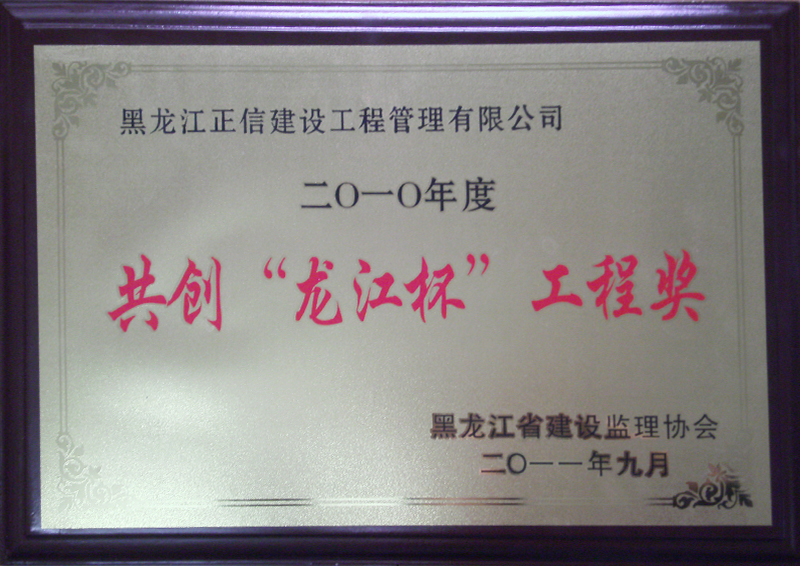 黑龙江正信建设工程管理有限公司
二〇一〇年度
共创“龙江杯”工程奖
黑龙江省建设监理协会
二〇一一年九月